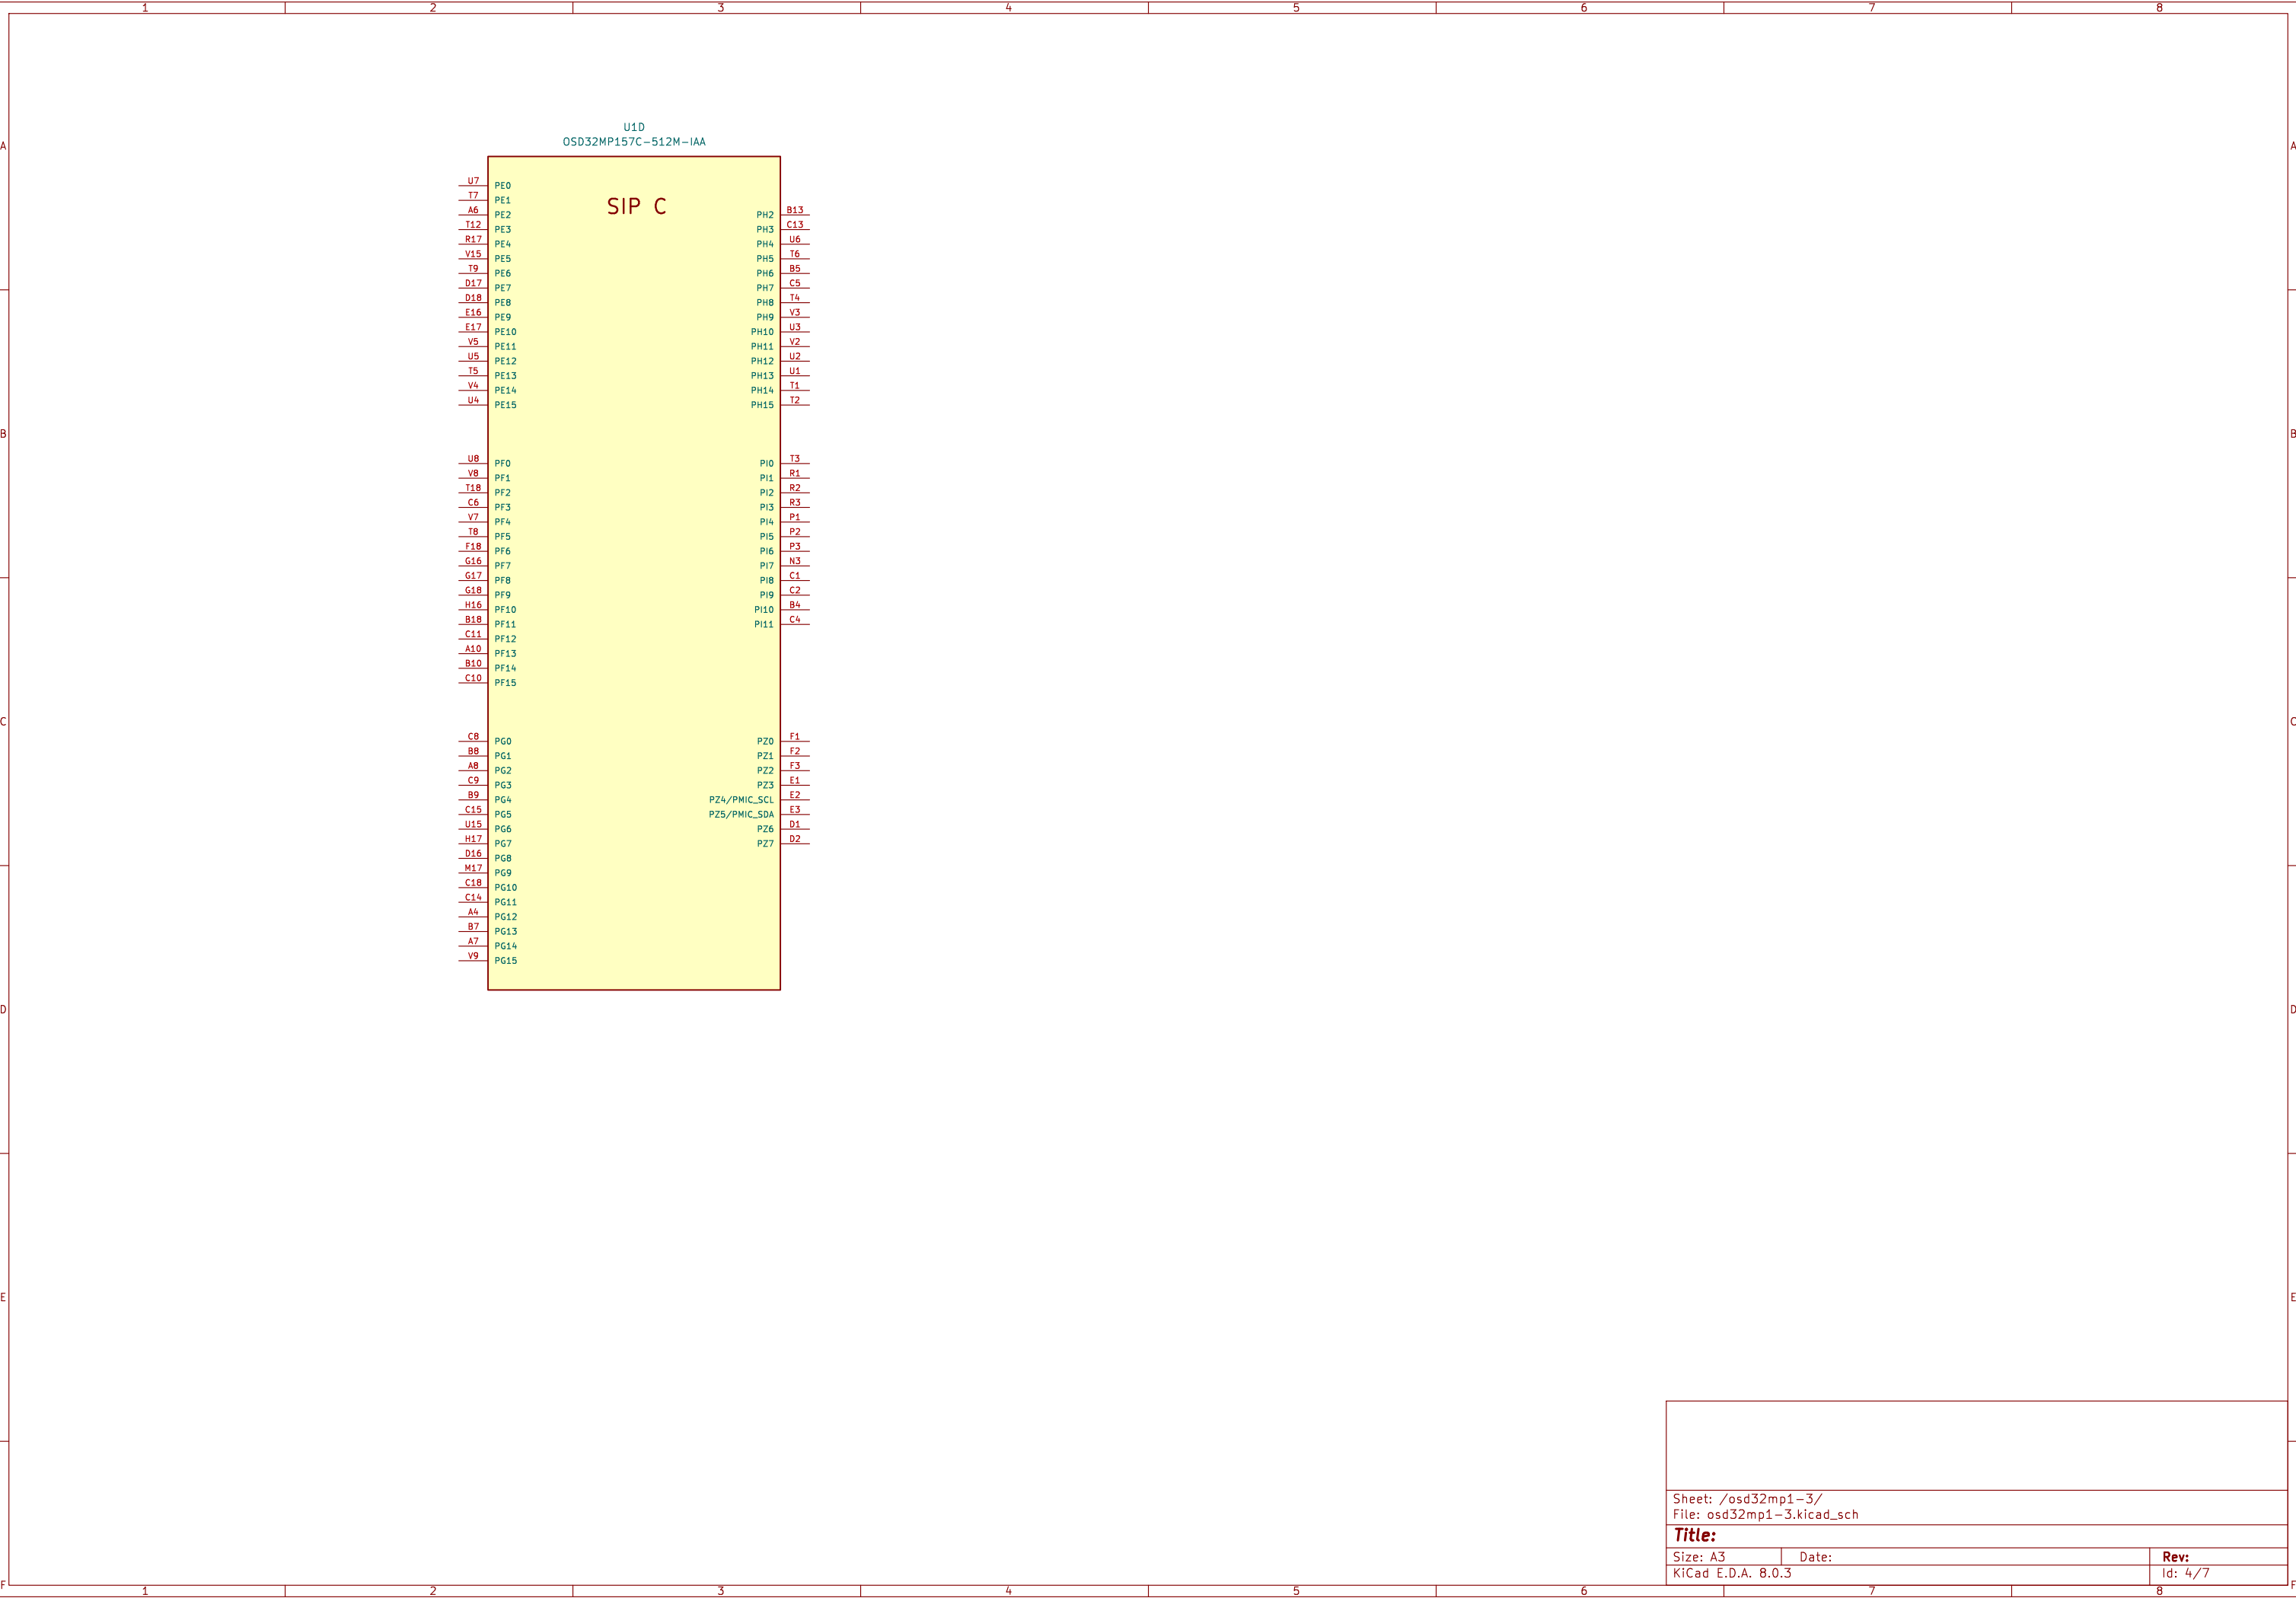 1 2 3 4 5 6 7 8
U1D
OSD32MP157C-512M-IAA
A A
SIP C
U7 PE0
T7 PE1
A6 PE2 PH2 B13
T12 PE3 PH3 C13
R17 PE4 PH4 U6
V15 PE5 PH5 T6
T9 PE6 PH6 B5
D17 PE7 PH7 C5
D18 PE8 PH8 T4
E16 PE9 PH9 V3
E17 PE10 PH10 U3
V5 PE11 PH11 V2
U5 PE12 PH12 U2
T5 PE13 PH13 U1
V4 PE14 PH14 T1
U4 PE15 PH15 T2
B B
U8 PF0 PI0 T3
V8 PF1 PI1 R1
T18 PF2 PI2 R2
C6 PF3 PI3 R3
V7 PF4 PI4 P1
T8 PF5 PI5 P2
F18 PF6 PI6 P3
G16 PF7 PI7 N3
G17 PF8 PI8 C1
G18 PF9 PI9 C2
H16 PF10 PI10 B4
B18 PF11 PI11 C4
C11 PF12
A10 PF13
B10 PF14
C10 PF15
C C
C8 PG0 PZ0 F1
B8 PG1 PZ1 F2
A8 PG2 PZ2 F3
C9 PG3 PZ3 E1
B9 PG4 PZ4/PMIC_SCL E2
C15 PG5 PZ5/PMIC_SDA E3
U15 PG6 PZ6 D1
H17 PG7 PZ7 D2
D16 PG8
M17 PG9
C18 PG10
C14 PG11
A4 PG12
B7 PG13
A7 PG14
V9 PG15
D D
E E
Sheet: /osd32mp1-3/
File: osd32mp1-3.kicad_sch
Title:
Size: A3 Date: Rev:
KiCad E.D.A. 8.0.3 Id: 4/7
F F
1 2 3 4 5 6 7 8